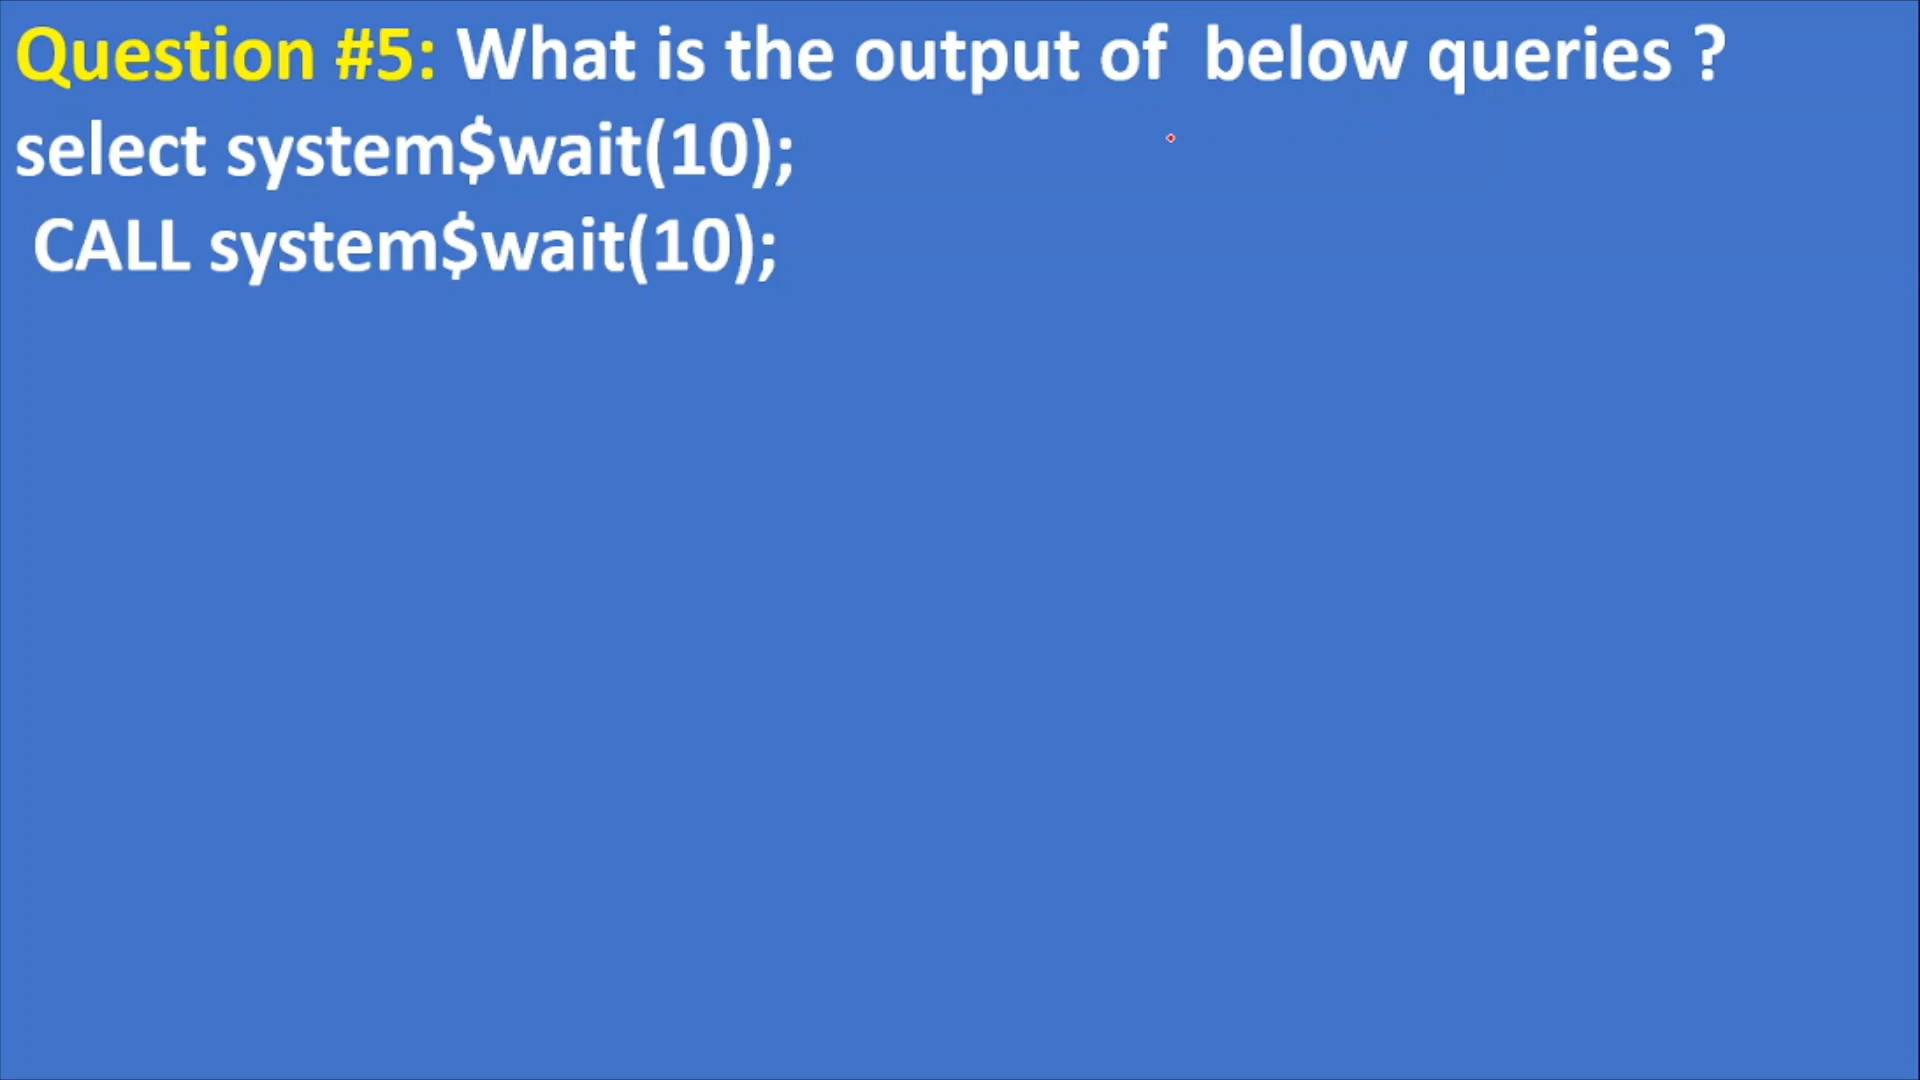 Question #5: What is the output of below queries ?
select system$wait(10);
CALL system$wait(10);